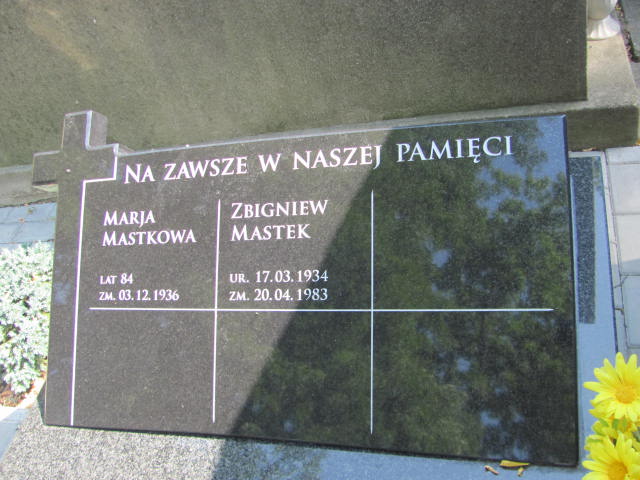 NA ZAWSZE W NASZEJ PAMIĘCI
MARJA
MASTKOWA
LAT 84
ZM. 03.12.1936
ZBIGNIEW
MASTEK
UR. 17.03.1934
ZM. 20.04.1983